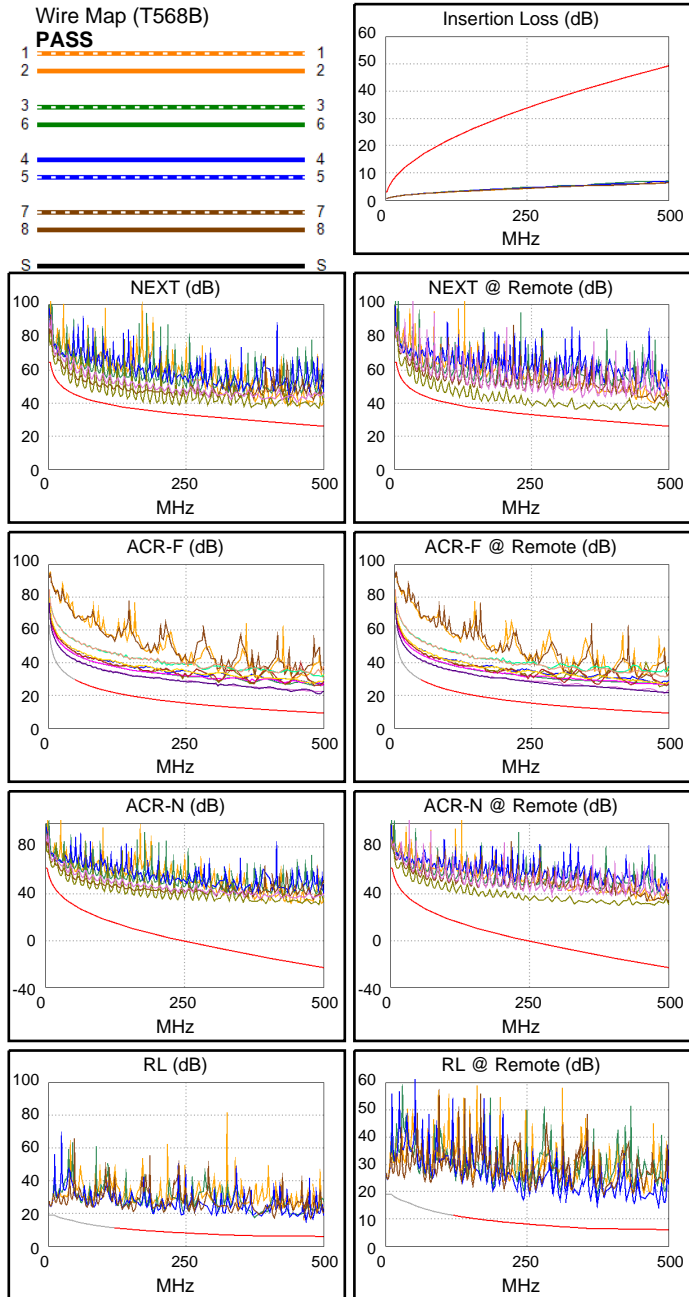 Wire Map (T568B)
PASS
1 1
2 2
3 3
6 6
4 4
5 5
7 7
8 8
S S
Insertion Loss (dB)
60
50
40
30
20
10
0
0 250 500
MHz
NEXT (dB)
100
80
60
40
20
0
0 250 500
MHz
NEXT @ Remote (dB)
100
80
60
40
20
0
0 250 500
MHz
ACR-F (dB)
100
80
60
40
20
0
0 250 500
MHz
ACR-F @ Remote (dB)
100
80
60
40
20
0
0 250 500
MHz
ACR-N (dB)
80
40
0
-40
0 250 500
MHz
ACR-N @ Remote (dB)
80
40
0
-40
0 250 500
MHz
RL (dB)
100
80
60
40
20
0
0 250 500
MHz
RL @ Remote (dB)
60
50
40
30
20
10
0
0 250 500
MHz